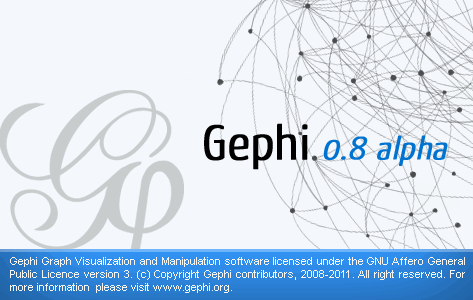 Gephi 0.8 alpha
Gephi Graph Visualization and Manipulation software licensed under the GNU Affero General
Public Licence version 3. (c) Copyright Gephi contributors, 2008-2011. All right reserved. For
more information  please visit www.gephi.org.